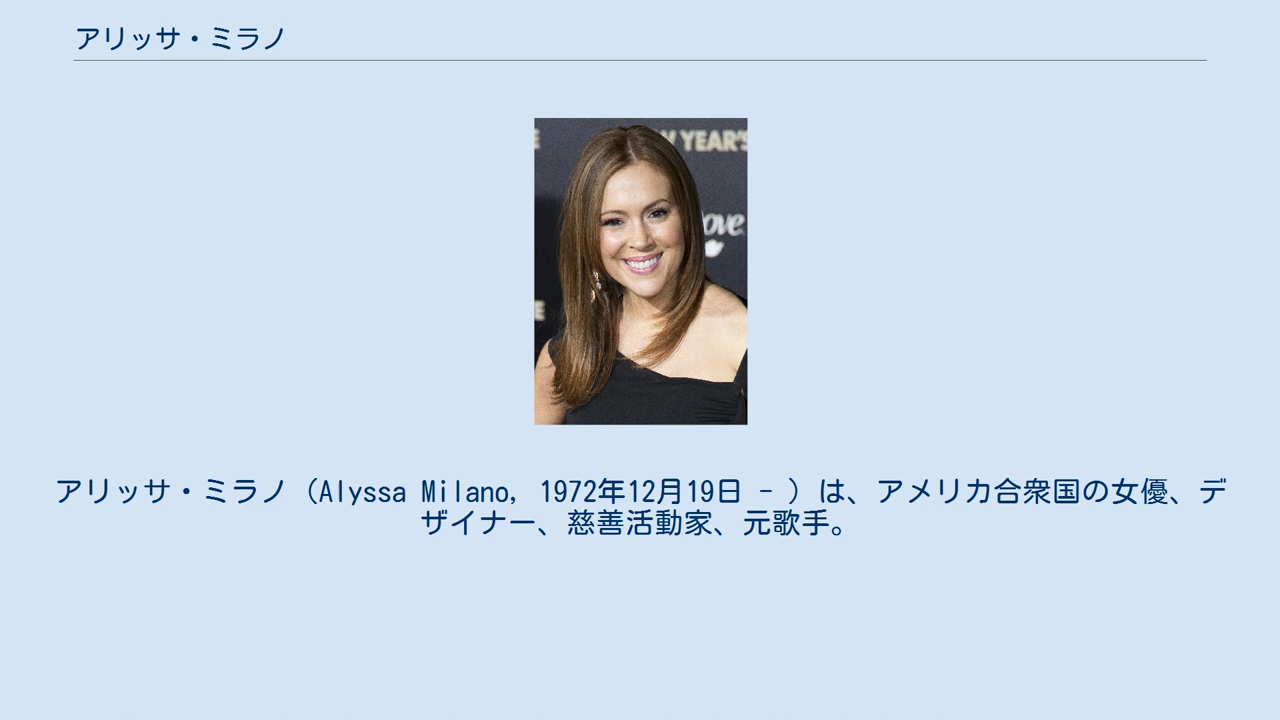 アリッサ・ミラノ
E
W YEAR'S
ove
E
アリッサ・ミラノ（Alyssa Milano, 1972年12月19日 - ）は、アメリカ合衆国の女優、デ
ザイナー、慈善活動家、元歌手。